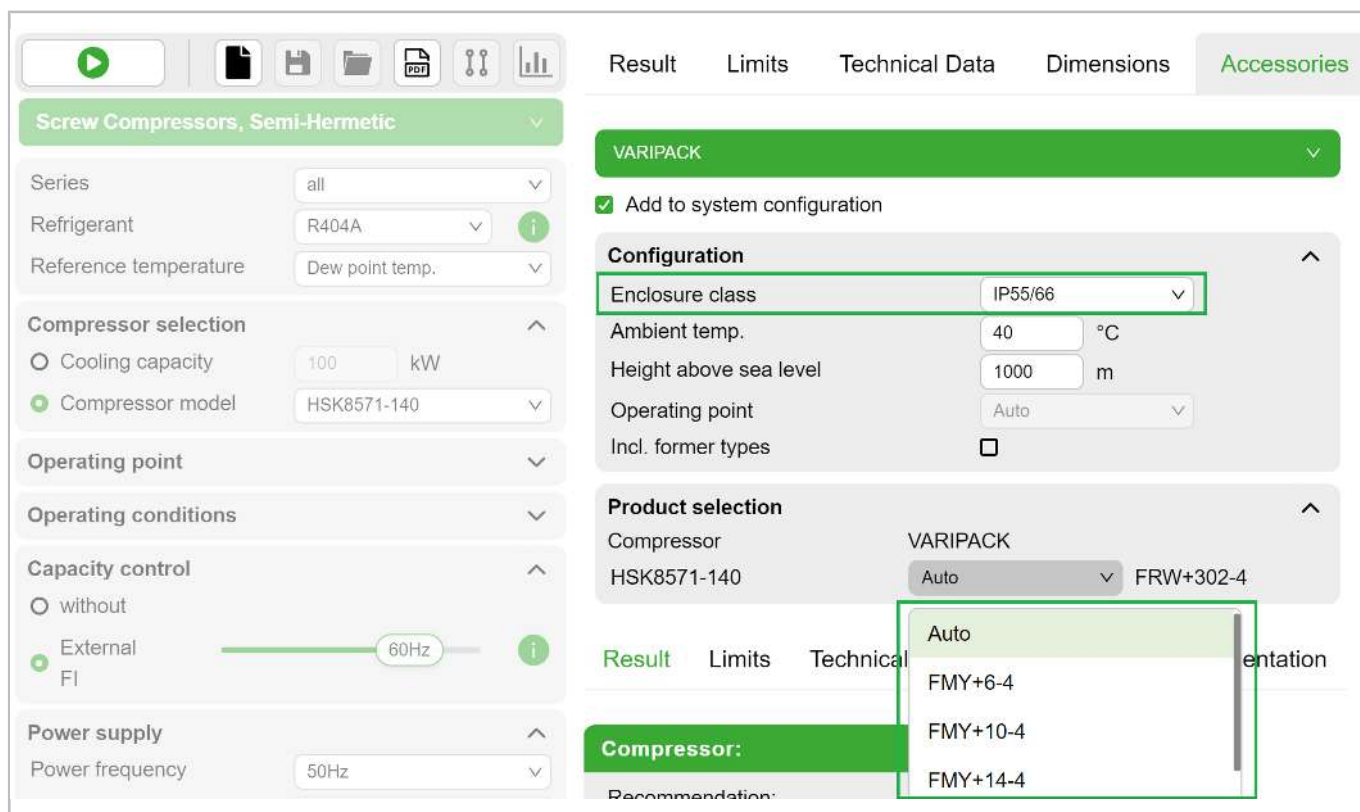 PDF
Result Limits Technical Data Dimensions Accessories
Screw Compressors, Semi-Hermetic
Series all
Refrigerant R404A i
Reference temperature Dew point temp.
Compressor selection
Cooling capacity 100 kW
Compressor model HSK8571-140
Operating point
Operating conditions
Capacity control
without
External
FI 60Hz i
Power supply
Power frequency 50Hz
VARIPACK
Add to system configuration
Configuration
Enclosure class IP55/66
Ambient temp. 40 °C
Height above sea level 1000 m
Operating point Auto
Incl. former types
Product selection
Compressor VARIPACK
HSK8571-140 Auto FRW+302-4
Auto
FMY+6-4
FMY+10-4
FMY+14-4
Result Limits Technical entation
Compressor:
Recommendation: